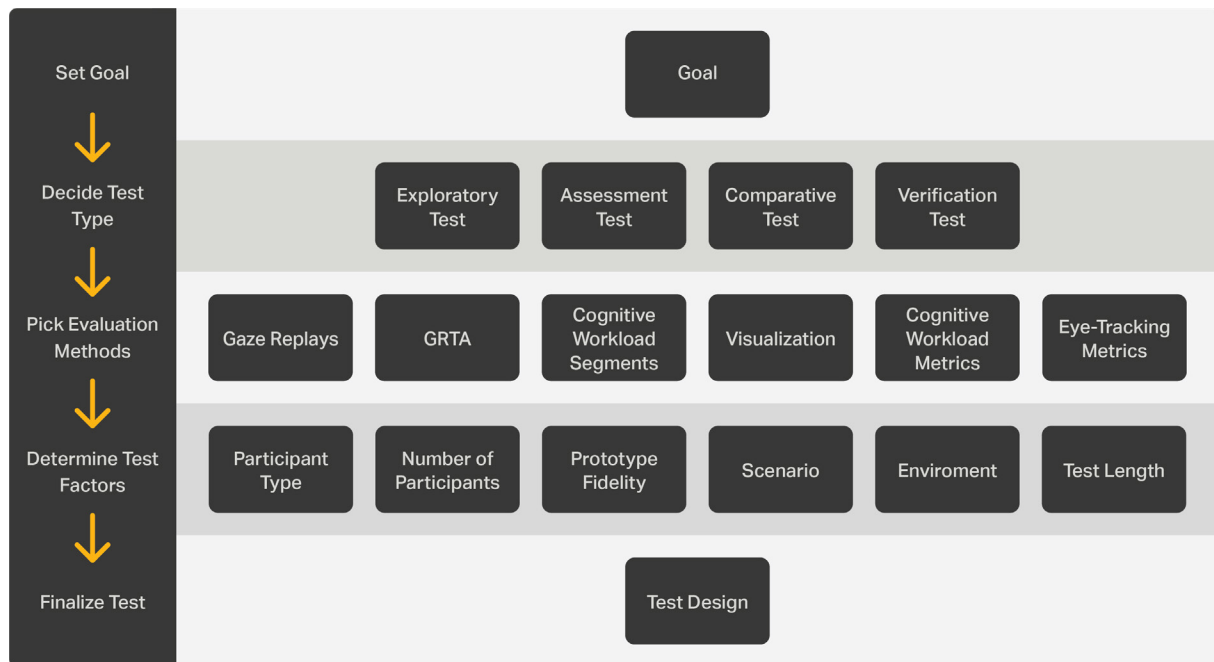 Set Goal
Goal
Decide Test
Type
Exploratory
Test
Assessment
Test
Comparative
Test
Verification
Test
Pick Evaluation
Methods
Gaze Replays
GRTA
Cognitive
Workload
Segments
Visualization
Cognitive
Workload
Metrics
Eye-Tracking
Metrics
Determine Test
Factors
Participant
Type
Number of
Participants
Prototype
Fidelity
Scenario
Enviroment
Test Length
Finalize Test
Test Design